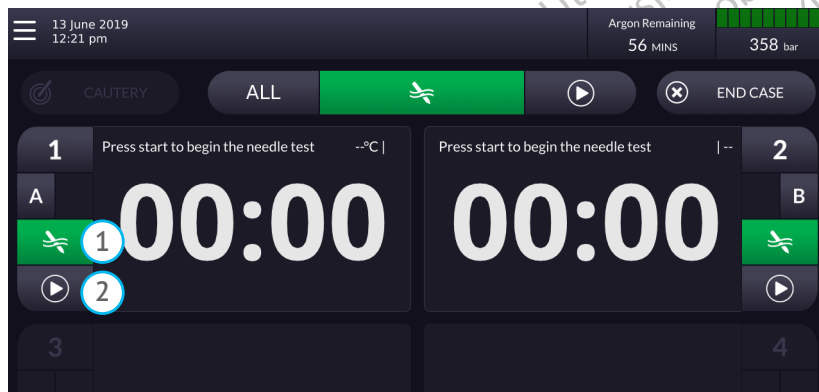 13 June 2019
12:21 pm
Argon Remaining
56 MINS
358 bar
CAUTERY
ALL
END CASE
1
Press start to begin the needle test --°C |
Press start to begin the needle test | --
2
A
00:00
00:00
B
1
2
3
4